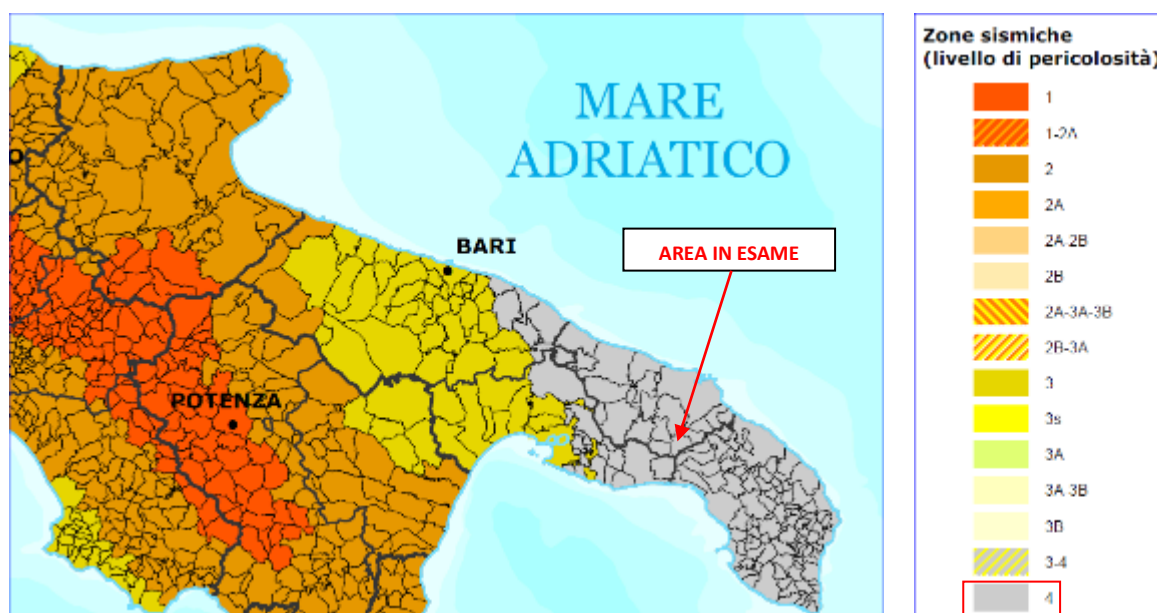 MARE
ADRIATICO
BARI
AREA IN ESAME
POTENZA
O
Zone sismiche
(livello di pericolosità)
1
1-2A
2
2A
2A-2B
2B
2A-3A-3B
2B-3A
3
3s
3A
3A-3B
3B
3-4
4